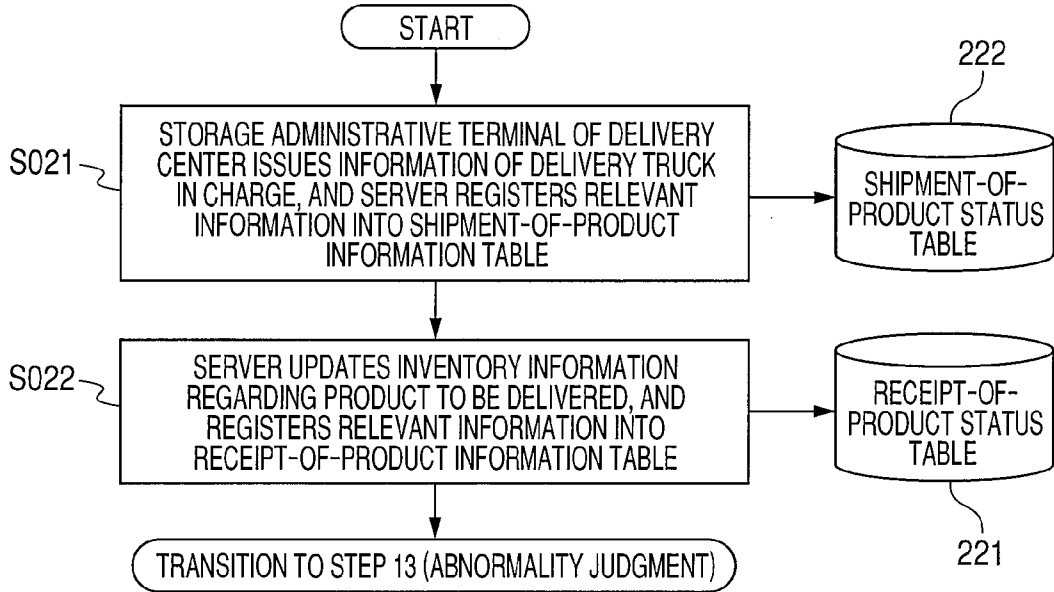 START
222
S021
STORAGE ADMINISTRATIVE TERMINAL OF DELIVERY
CENTER ISSUES INFORMATION OF DELIVERY TRUCK
IN CHARGE, AND SERVER REGISTERS RELEVANT
INFORMATION INTO SHIPMENT-OF-PRODUCT
INFORMATION TABLE
SHIPMENT-OF-
PRODUCT STATUS
TABLE
S022
SERVER UPDATES INVENTORY INFORMATION
REGARDING PRODUCT TO BE DELIVERED, AND
REGISTERS RELEVANT INFORMATION INTO
RECEIPT-OF-PRODUCT INFORMATION TABLE
RECEIPT-OF-
PRODUCT STATUS
TABLE
221
TRANSITION TO STEP 13 (ABNORMALITY JUDGMENT)